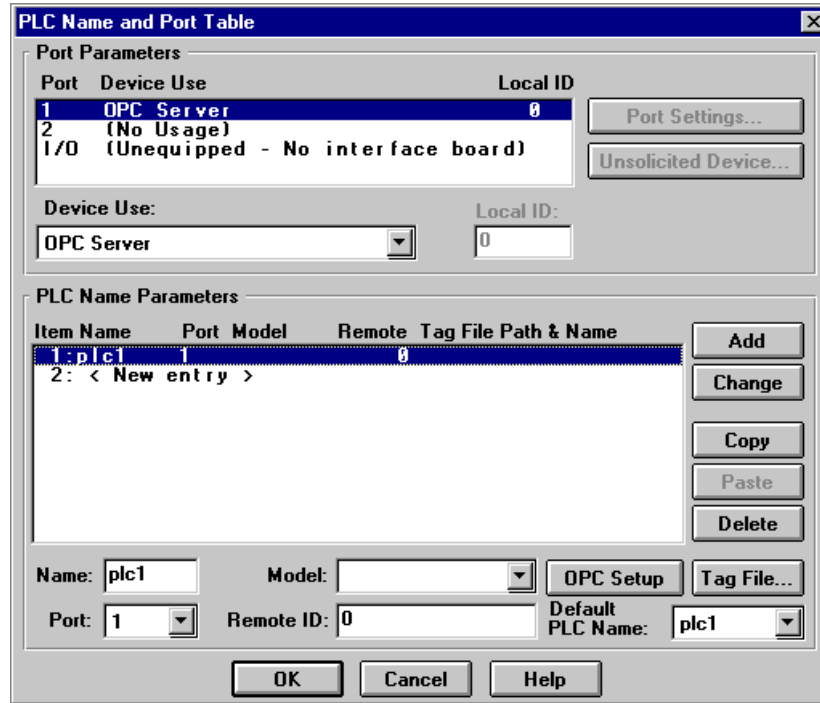 PLC Name and Port Table
Port Parameters
Port Device Use Local ID
1 OPC Server 0
2 (No Usage)
I/O (Unequipped - No interface board)
Port Settings...
Unsolicited Device...
Device Use: Local ID:
OPC Server 0
PLC Name Parameters
Item Name Port Model Remote Tag File Path & Name
1:plc1 1 0
2: < New entry >
Add
Change
Copy
Paste
Delete
Name: plc1 Model: OPC Setup Tag File...
Port: 1 Remote ID: 0 Default PLC Name: plc1
OK Cancel Help